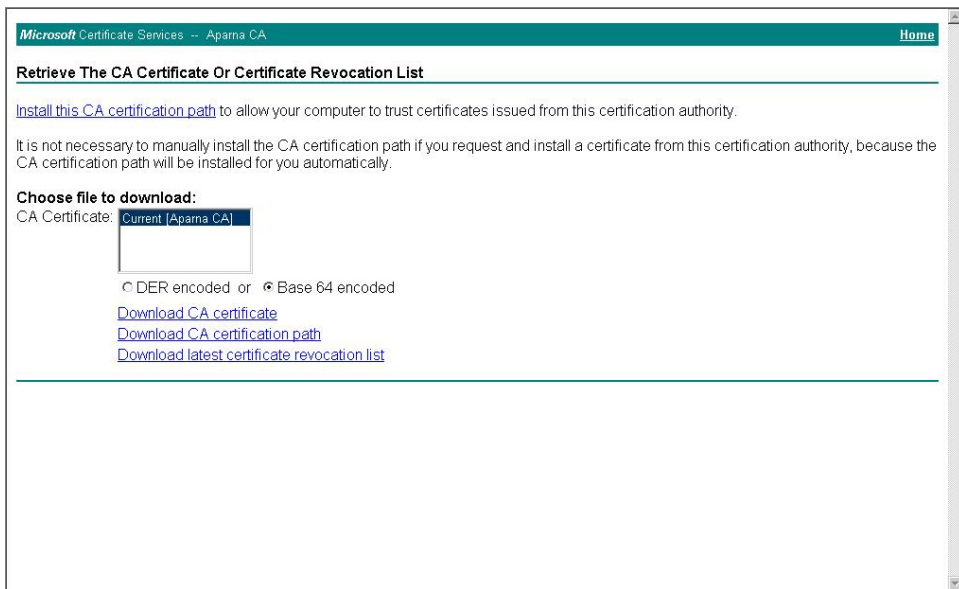 Microsoft Certificate Services -- Aparna CA Home
Retrieve The CA Certificate Or Certificate Revocation List
Install this CA certification path to allow your computer to trust certificates issued from this certification authority.
It is not necessary to manually install the CA certification path if you request and install a certificate from this certification authority, because the
CA certification path will be installed for you automatically.
Choose file to download:
CA Certificate: Current [Aparna CA]
DER encoded or Base 64 encoded
Download CA certificate
Download CA certification path
Download latest certificate revocation list